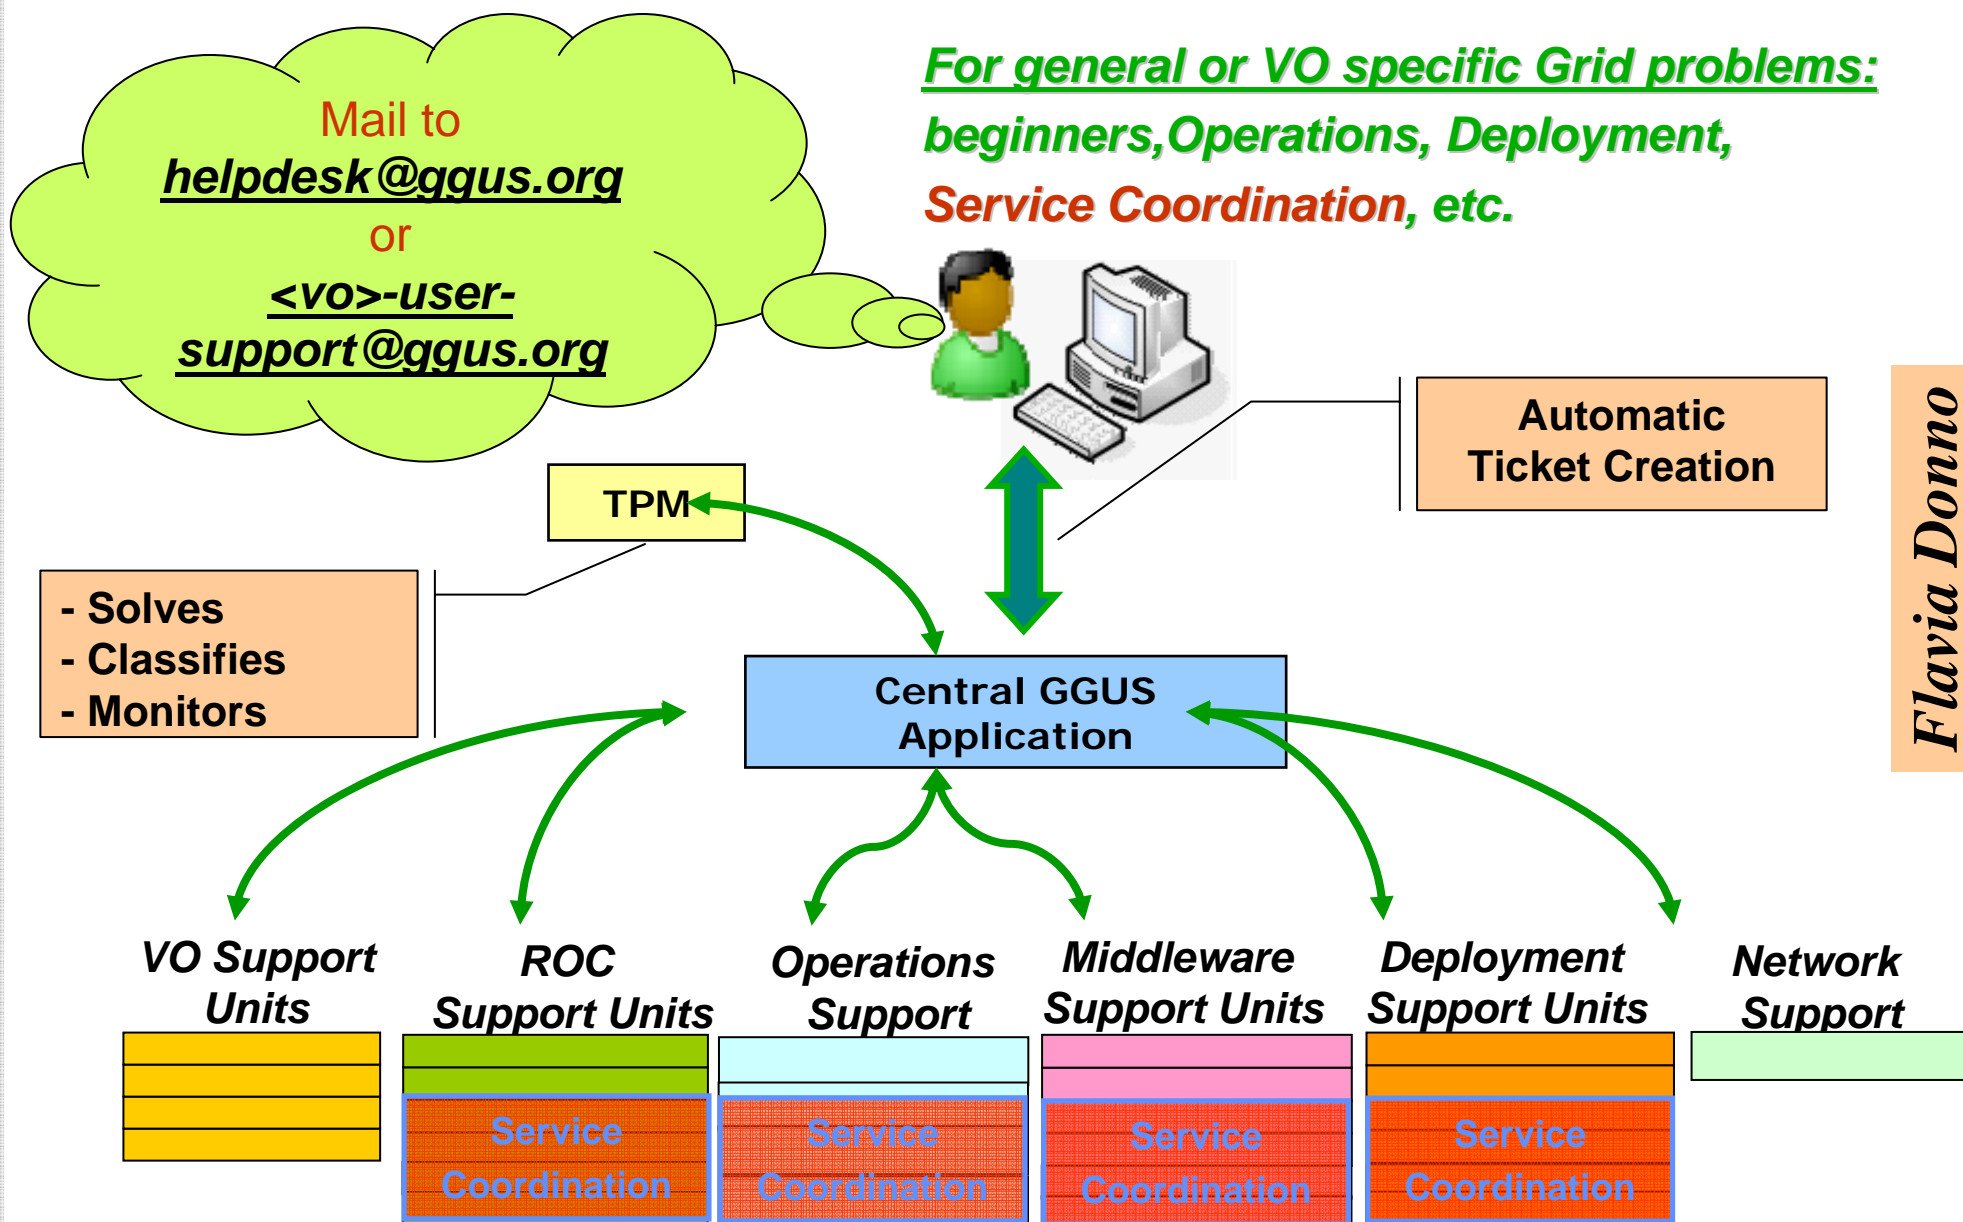 Mail to
helpdesk@ggus.org
or
<vo>-user-
support@ggus.org
For general or VO specific Grid problems:
beginners,Operations, Deployment,
Service Coordination, etc.
Automatic
Ticket Creation
Flavia Donno
TPM
- Solves
- Classifies
- Monitors
Central GGUS
Application
VO Support
Units
ROC
Support Units
Operations
Support
Middleware
Support Units
Deployment
Support Units
Network
Support
Service
Coordination
Service
Coordination
Service
Coordination
Service
Coordination